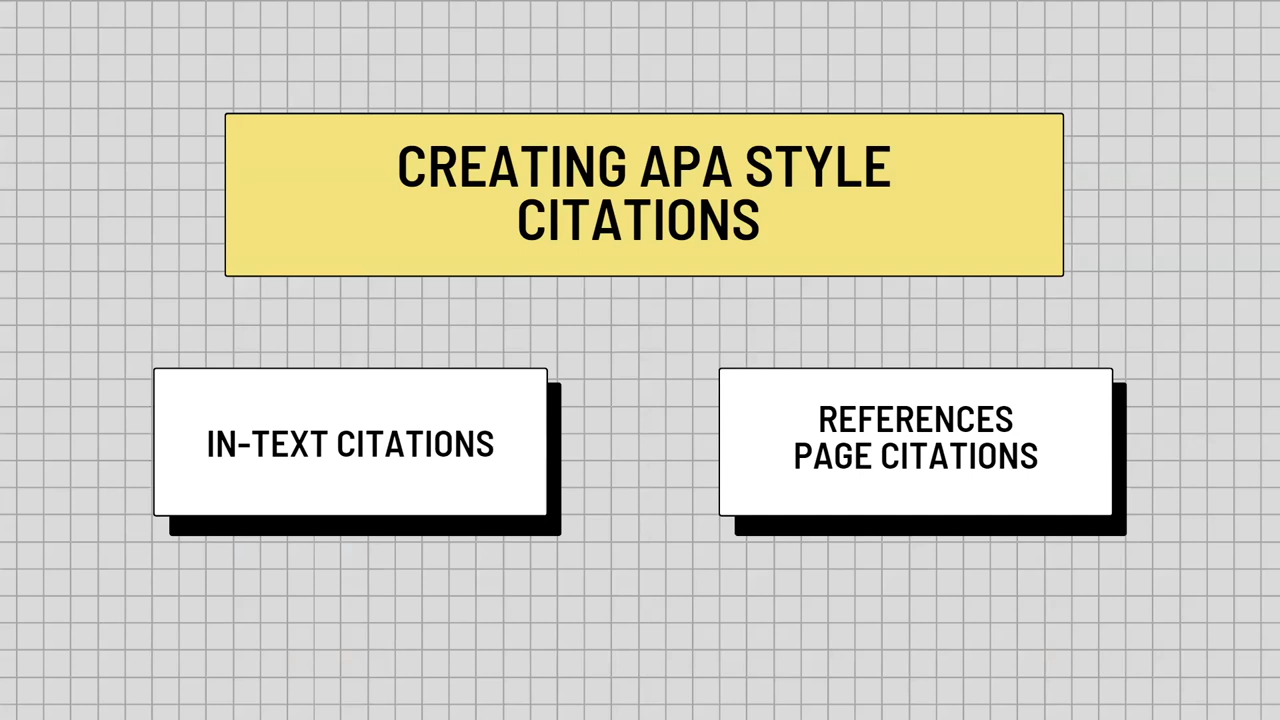 CREATING APA STYLE
CITATIONS
IN-TEXT CITATIONS
REFERENCES
PAGE CITATIONS